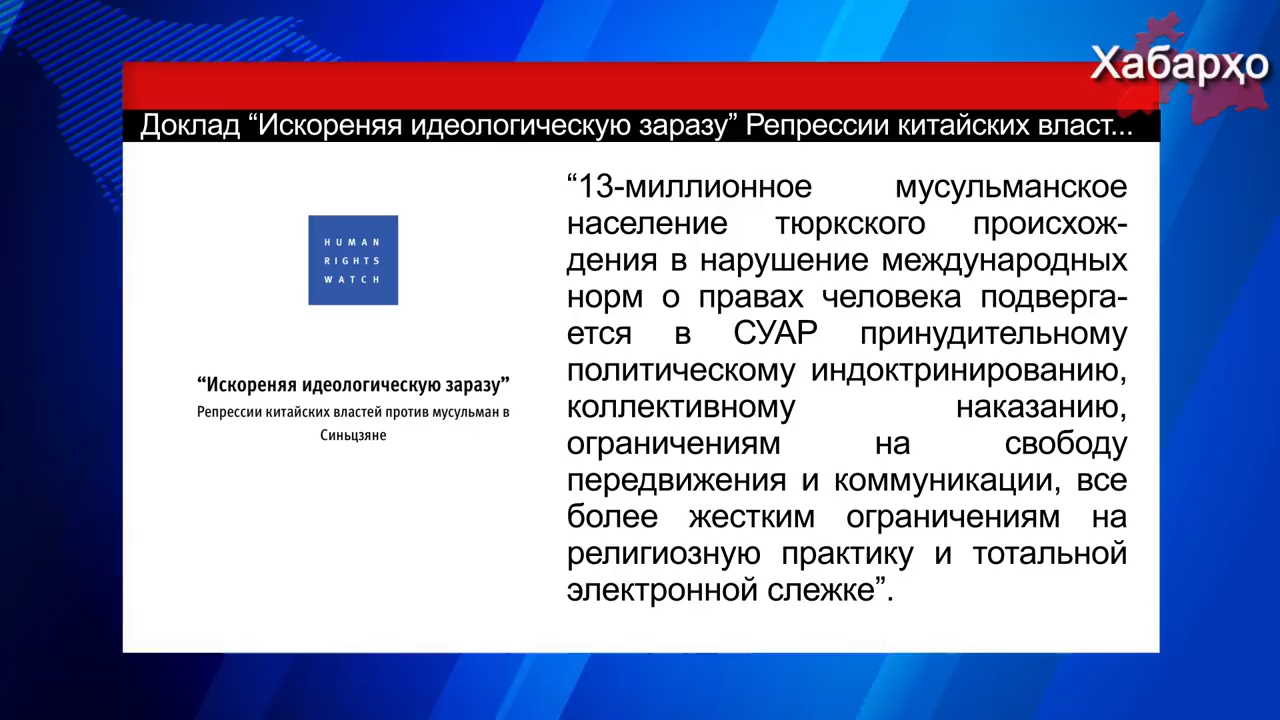 Хабарҳо
Доклад “Искореняя идеологическую заразу” Репрессии китайских власт...
HUMAN
RIGHTS
WATCH
“Искореняя идеологическую заразу”
Репрессии китайских властей против мусульман в
Синьцзяне
“13-миллионное мусульманское
население тюркского происхож-
дения в нарушение международных
норм о правах человека подверга-
ется в СУАР принудительному
политическому индоктринированию,
коллективному наказанию,
ограничениям на свободу
передвижения и коммуникации, все
более жестким ограничениям на
религиозную практику и тотальной
электронной слежке”.